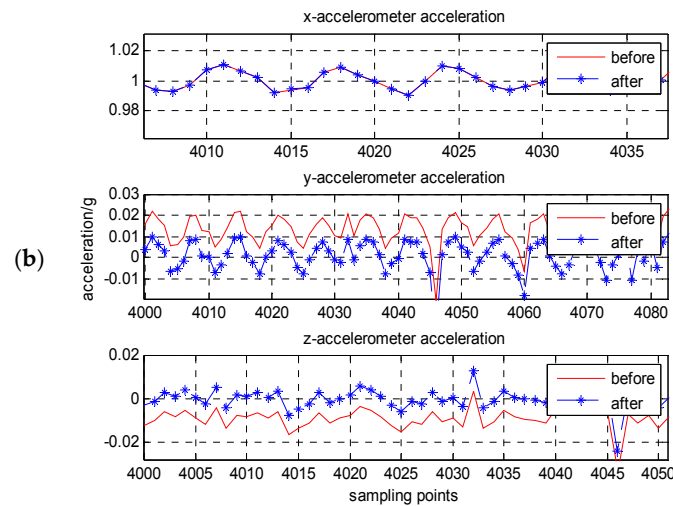 x-accelerometer acceleration
1.02
1
0.98
before
after
4010 4015 4020 4025 4030 4035
y-accelerometer acceleration
0.03
0.02
0.01
0
-0.01
before
after
acceleration/g
(b)
4000 4010 4020 4030 4040 4050 4060 4070 4080
z-accelerometer acceleration
0.02
0
-0.02
before
after
4000 4005 4010 4015 4020 4025 4030 4035 4040 4045 4050
sampling points